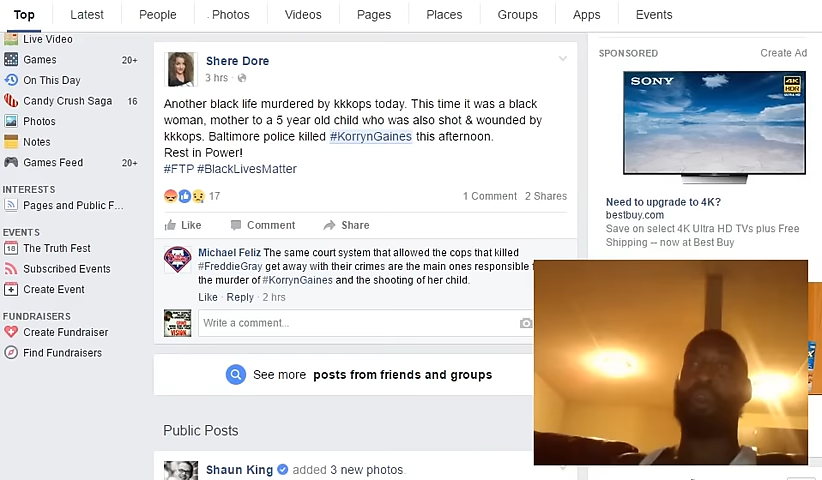 Top Latest People Photos Videos Pages Places Groups Apps Events
Live Video
Games 20+
On This Day
Candy Crush Saga 16
Photos
Notes
Games Feed 20+
INTERESTS
Pages and Public F...
EVENTS
18 The Truth Fest
Subscribed Events
Create Event
FUNDRAISERS
Create Fundraiser
Find Fundraisers
Shere Dore
3 hrs ·
Another black life murdered by kkkops today. This time it was a black
woman, mother to a 5 year old child who was also shot & wounded by
kkkops. Baltimore police killed #KorrynGaines this afternoon.
Rest in Power!
#FTP #BlackLivesMatter
17 1 Comment 2 Shares
Like Comment Share
Michael Feliz The same court system that allowed the cops that killed
#FreddieGray get away with their crimes are the main ones responsible
the murder of #KorrynGaines and the shooting of her child.
Like · Reply · 2 hrs
VISION
Write a comment...
See more posts from friends and groups
Public Posts
Shaun King added 3 new photos
SPONSORED Create Ad
SONY
4K
ULTRA HD
HDR
Need to upgrade to 4K?
bestbuy.com
Save on select 4K Ultra HD TVs plus Free
Shipping -- now at Best Buy